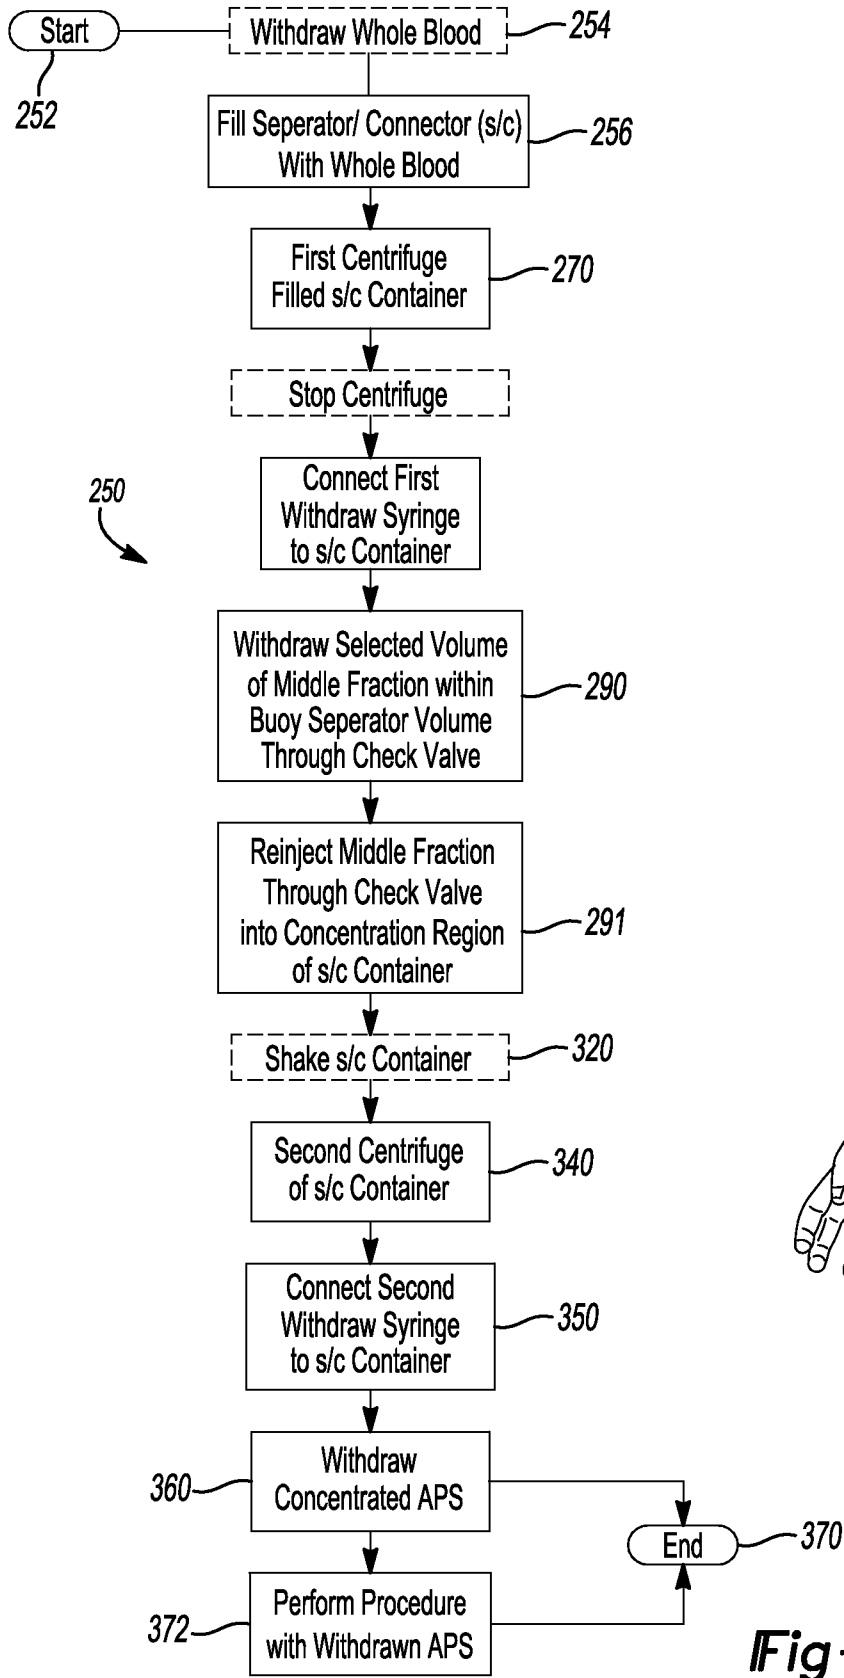 Start
252
Withdraw Whole Blood
254
Fill Seperator/ Connector (s/c)
With Whole Blood
256
First Centrifuge
Filled s/c Container
270
Stop Centrifuge
250
Connect First
Withdraw Syringe
to s/c Container
Withdraw Selected Volume
of Middle Fraction within
Buoy Seperator Volume
Through Check Valve
290
Reinject Middle Fraction
Through Check Valve
into Concentration Region
of s/c Container
291
Shake s/c Container
320
Second Centrifuge
of s/c Container
340
Connect Second
Withdraw Syringe
to s/c Container
350
360
Withdraw
Concentrated APS
End
370
372
Perform Procedure
with Withdrawn APS
Fig-